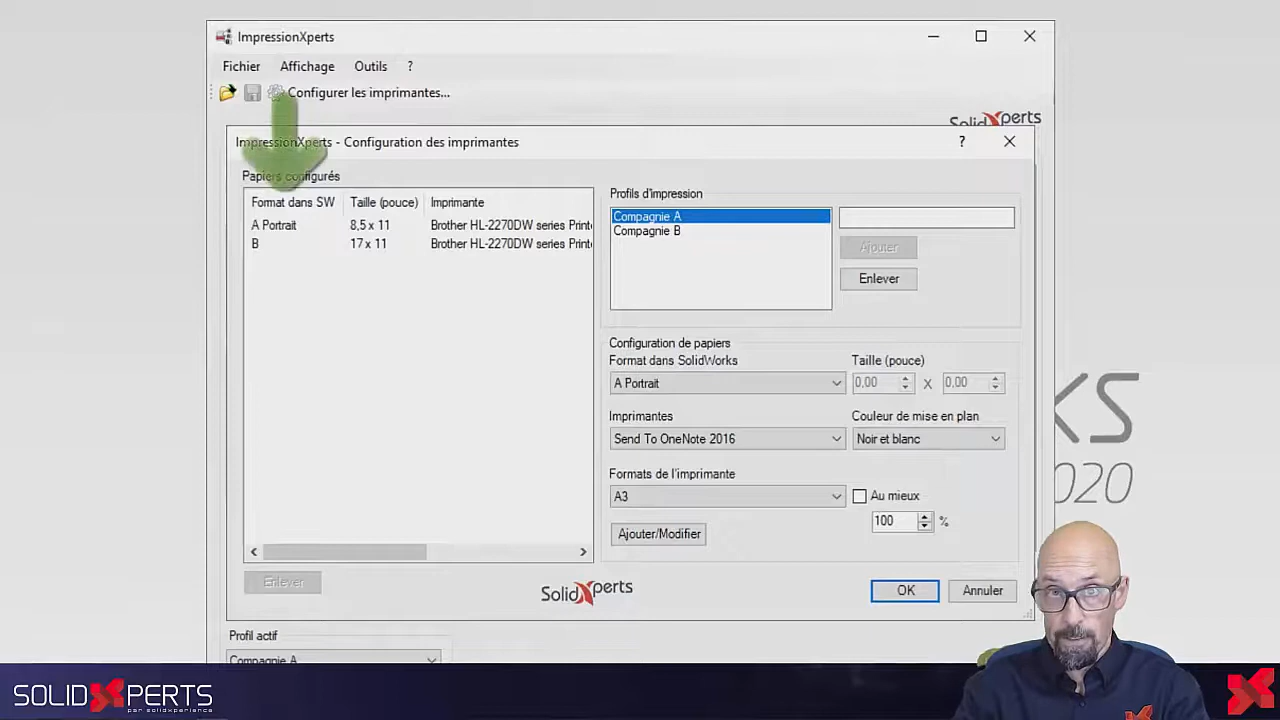 ImpressionXperts
Fichier Affichage Outils ?
Configurer les imprimantes...
SolidXperts
ImpressionXperts - Configuration des imprimantes ?
Papiers configurés
Format dans SW Taille (pouce) Imprimante
A Portrait 8,5 x 11 Brother HL-2270DW series Printe
B 17 x 11 Brother HL-2270DW series Printe
Enlever
Profils d'impression
Compagnie A
Compagnie B
Ajouter
Enlever
Configuration de papiers
Format dans SolidWorks Taille (pouce)
A Portrait 0,00 X 0,00
Imprimantes Couleur de mise en plan
Send To OneNote 2016 Noir et blanc
Formats de l'imprimante
A3 Au mieux
100 %
Ajouter/Modifier
SolidXperts
OK Annuler
Profil actif
Compagnie A
KS
020
SOLIDXPERTS
par solidxperience